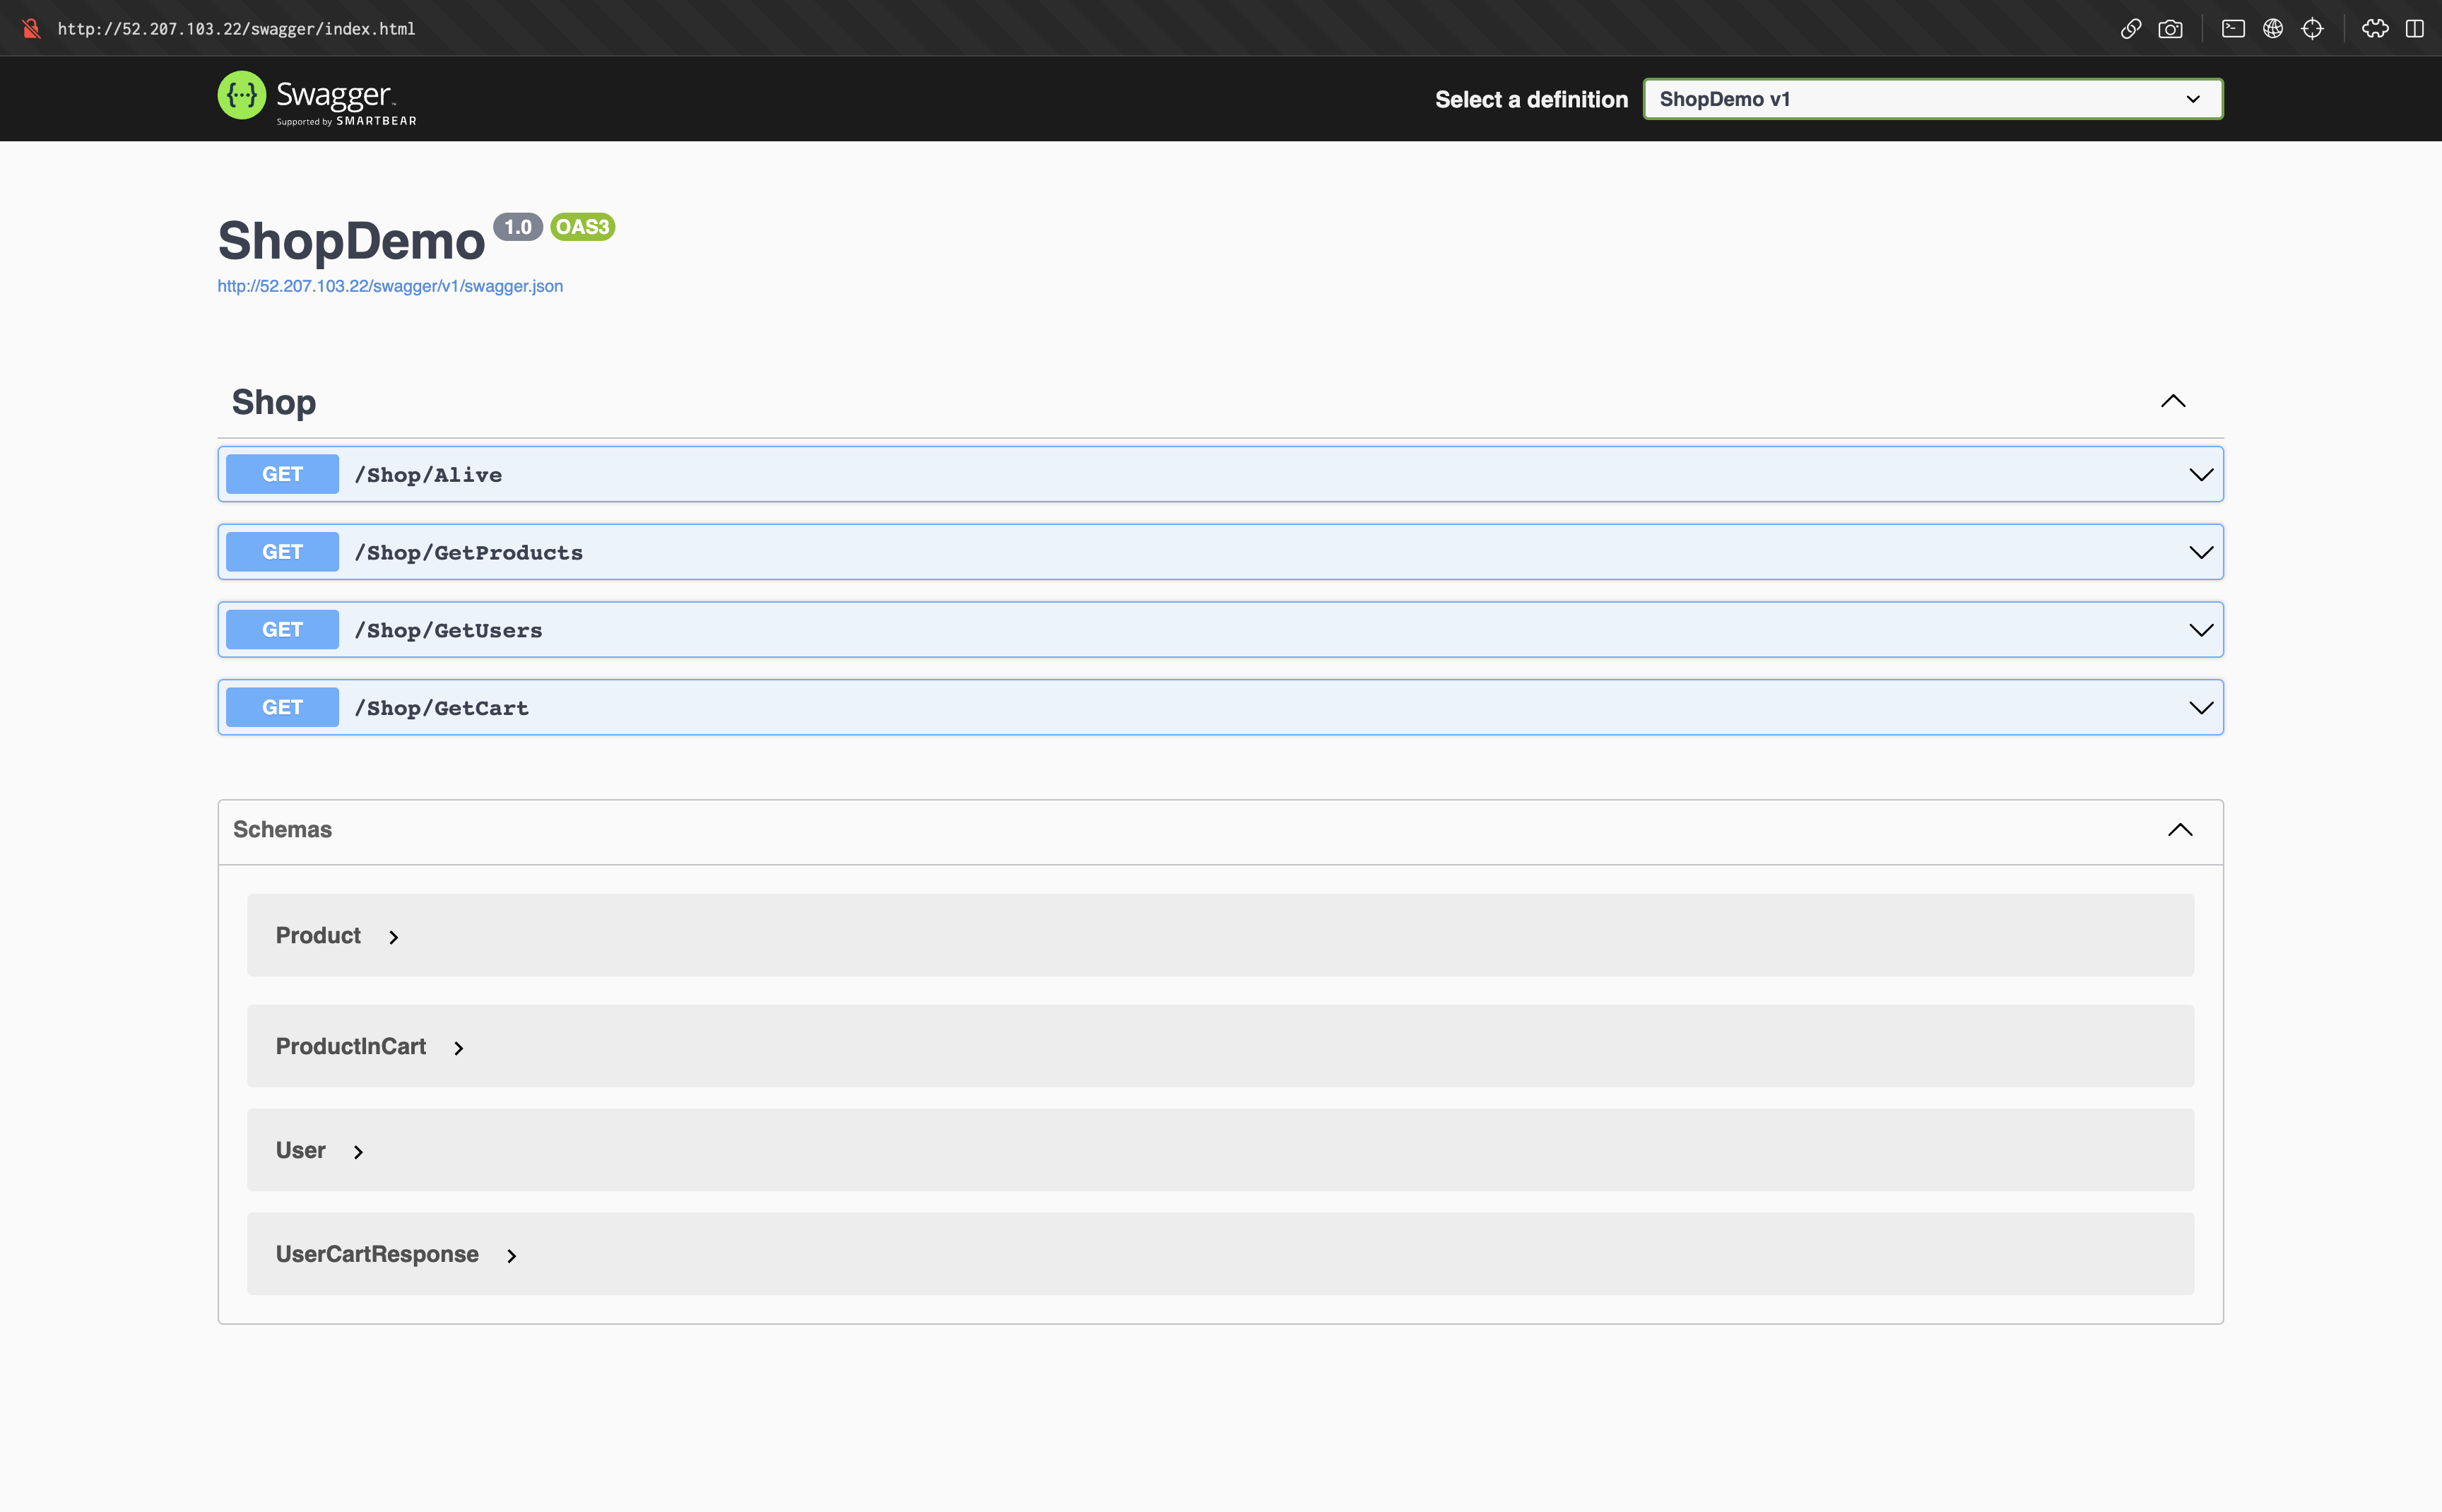 http://52.207.103.22/swagger/index.html
{···} Swagger™
Supported by SMARTBEAR
Select a definition
ShopDemo v1
ShopDemo 1.0 OAS3
http://52.207.103.22/swagger/v1/swagger.json
Shop
GET /Shop/Alive
GET /Shop/GetProducts
GET /Shop/GetUsers
GET /Shop/GetCart
Schemas
Product
ProductInCart
User
UserCartResponse